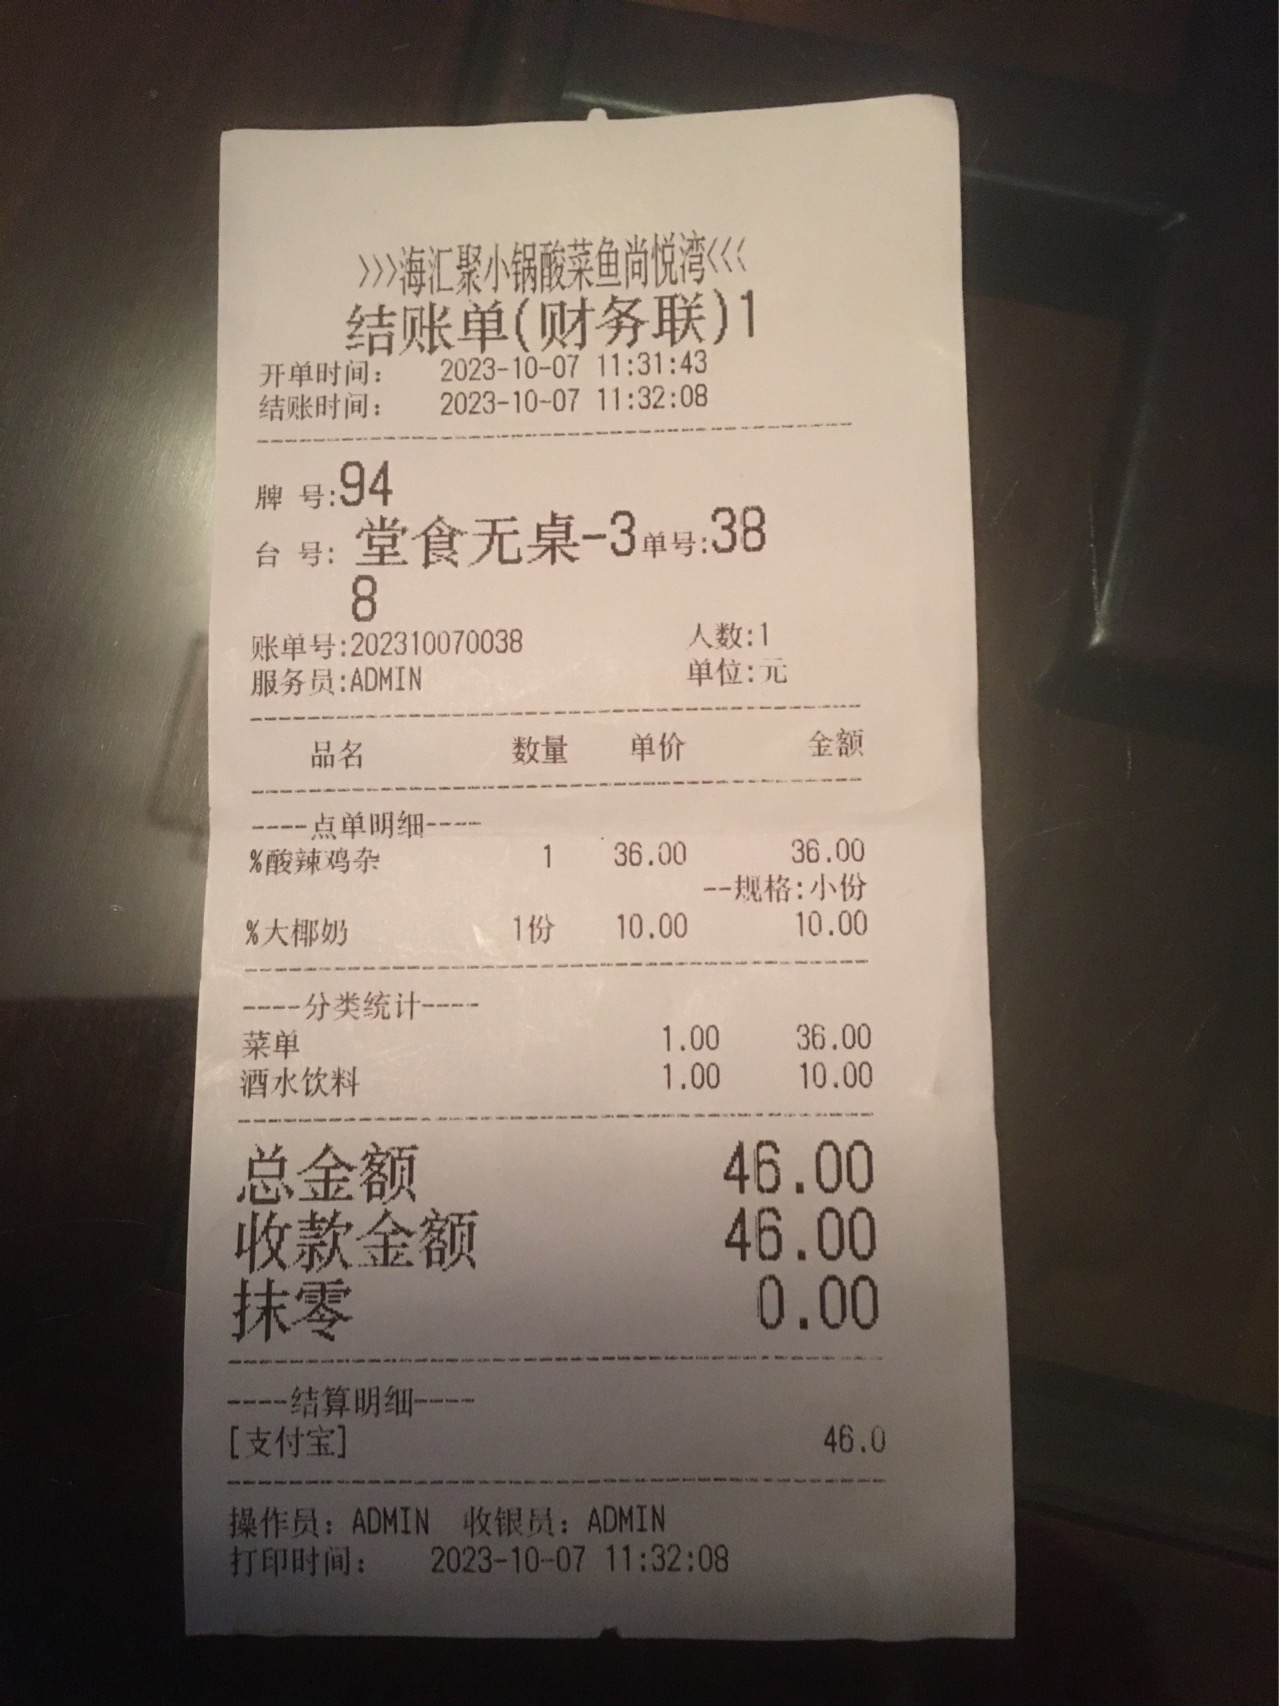 >>>海汇聚小锅酸菜鱼尚悦湾<<<
结账单(财务联)1
开单时间: 2023-10-07 11:31:43
结账时间: 2023-10-07 11:32:08
牌 号:94
台 号: 堂食无桌-3单号:38
8
账单号:202310070038 人数:1
服务员:ADMIN 单位:元
品名 数量 单价 金额
----点单明细----
%酸辣鸡杂 1 36.00 36.00
--规格:小份
%大椰奶 1份 10.00 10.00
----分类统计----
菜单 1.00 36.00
酒水饮料 1.00 10.00
总金额 46.00
收款金额 46.00
抹零 0.00
----结算明细----
[支付宝] 46.0
操作员: ADMIN 收银员: ADMIN
打印时间: 2023-10-07 11:32:08